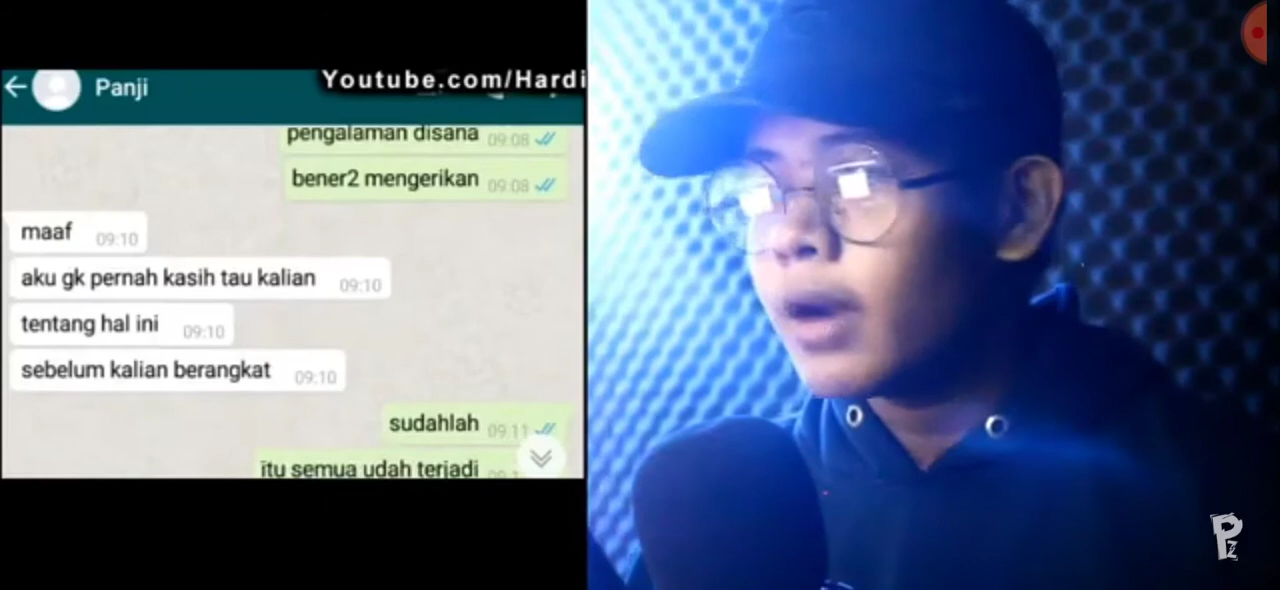 Youtube.com/Hardi
Panji
pengalaman disana 09:08
bener2 mengerikan 09:08
maaf 09:10
aku gk pernah kasih tau kalian 09:10
tentang hal ini 09:10
sebelum kalian berangkat 09:10
sudahlah 09:11
itu semua udah terjadi
PZ